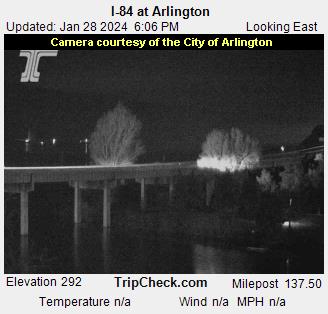 I-84 at Arlington
Updated: Jan 28 2024 6:06 PM Looking East
Camera courtesy of the City of Arlington
Elevation 292 TripCheck.com Milepost 137.50
Temperature n/a Wind n/a MPH n/a